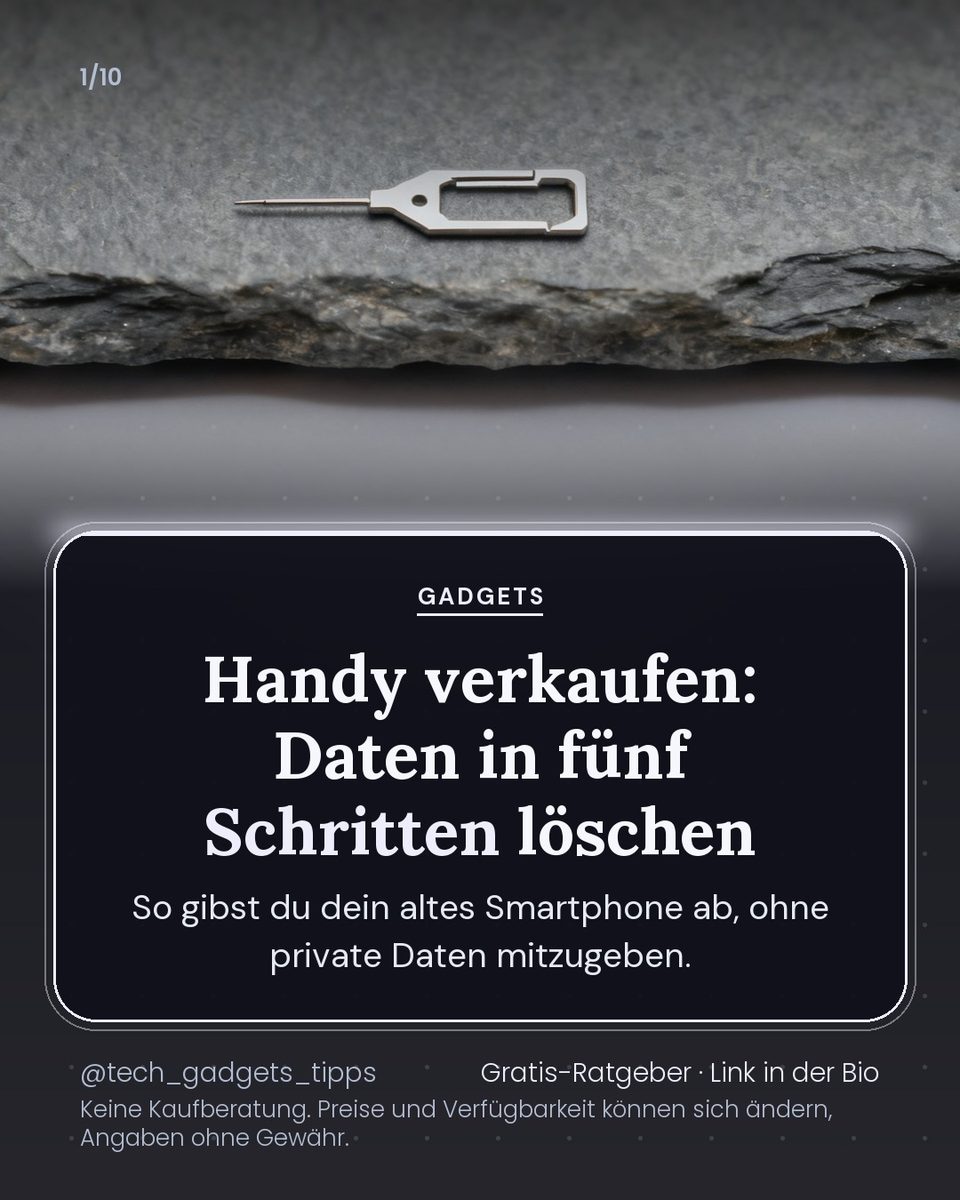 1/10
GADGETS
Handy verkaufen:
Daten in fünf
Schritten löschen
So gibst du dein altes Smartphone ab, ohne
private Daten mitzugeben.
@tech_gadgets_tipps
Gratis-Ratgeber · Link in der Bio
Keine Kaufberatung. Preise und Verfügbarkeit können sich ändern,
Angaben ohne Gewähr.